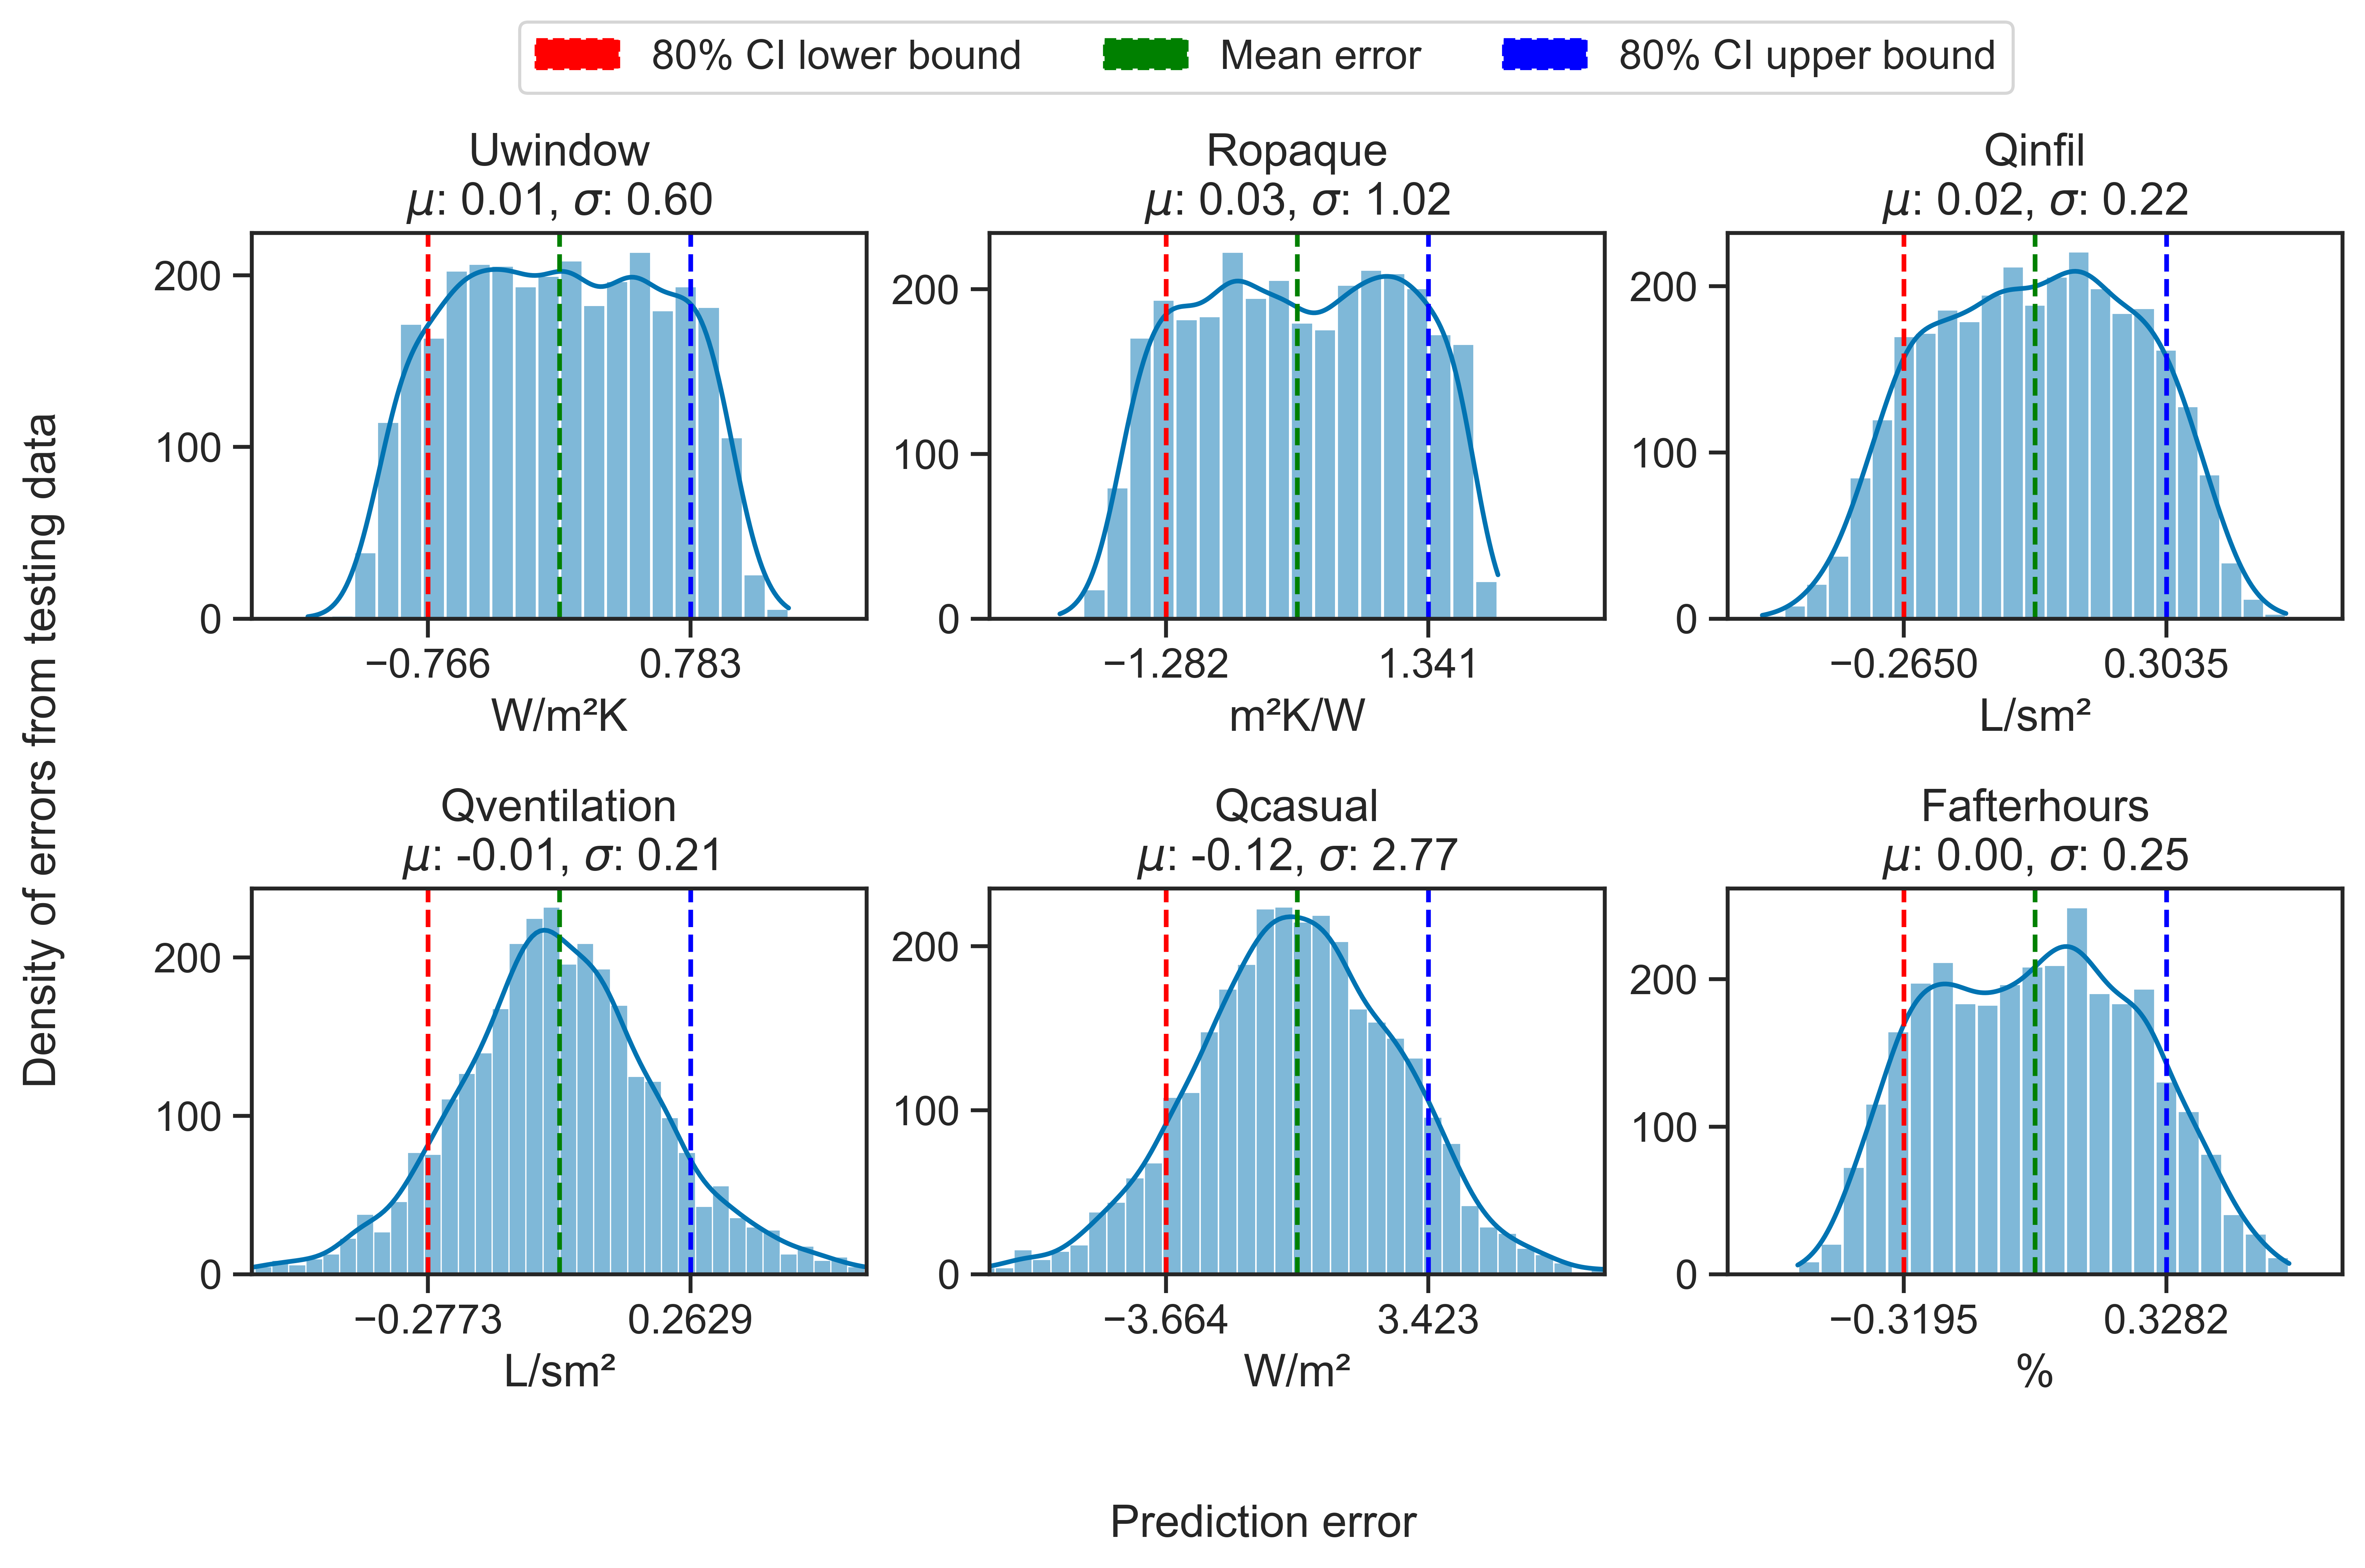 80% CI lower bound
Mean error
80% CI upper bound
Density of errors from testing data
Uwindow
μ: 0.01, σ: 0.60
200
100
0
−0.766
0.783
W/m²K
Ropaque
μ: 0.03, σ: 1.02
200
100
0
−1.282
1.341
m²K/W
Qinfil
μ: 0.02, σ: 0.22
200
100
0
−0.2650
0.3035
L/sm²
Qventilation
μ: -0.01, σ: 0.21
200
100
0
−0.2773
0.2629
L/sm²
Qcasual
μ: -0.12, σ: 2.77
200
100
0
−3.664
3.423
W/m²
Fafterhours
μ: 0.00, σ: 0.25
200
100
0
−0.3195
0.3282
%
Prediction error